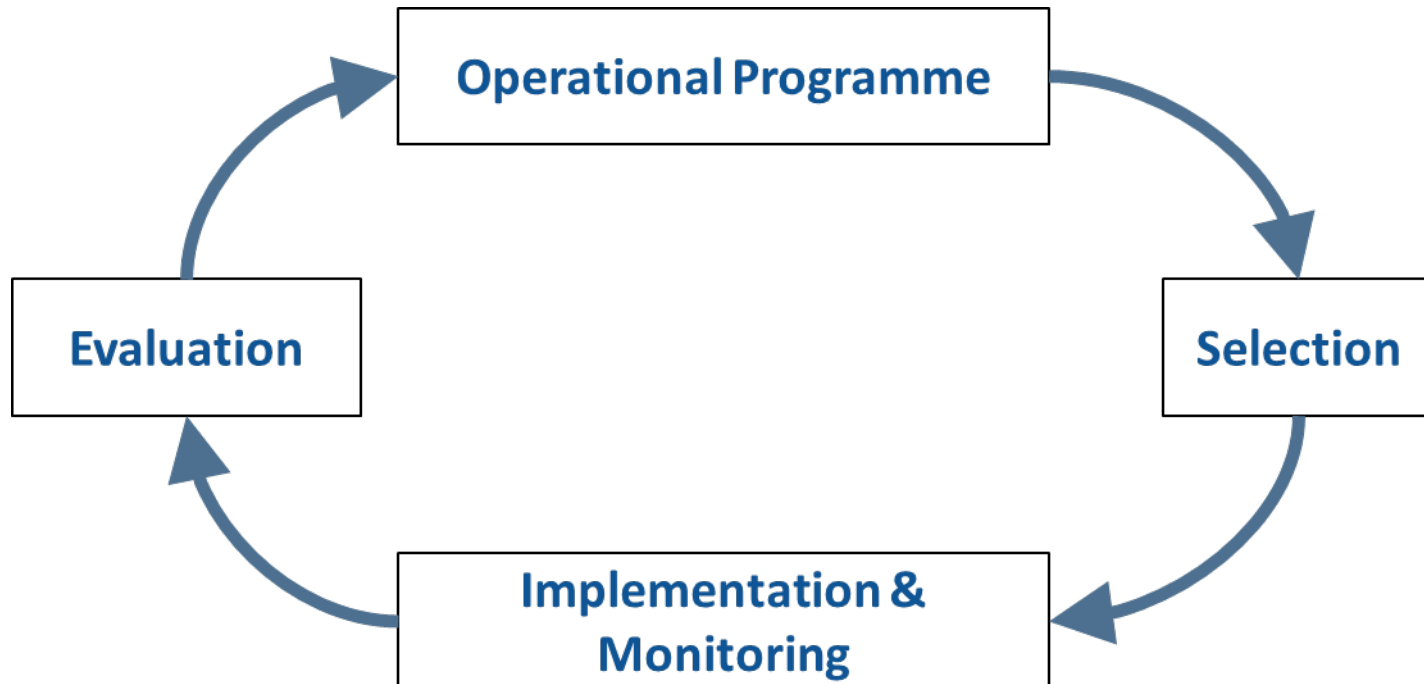 Operational Programme
Evaluation
Selection
Implementation &
Monitoring